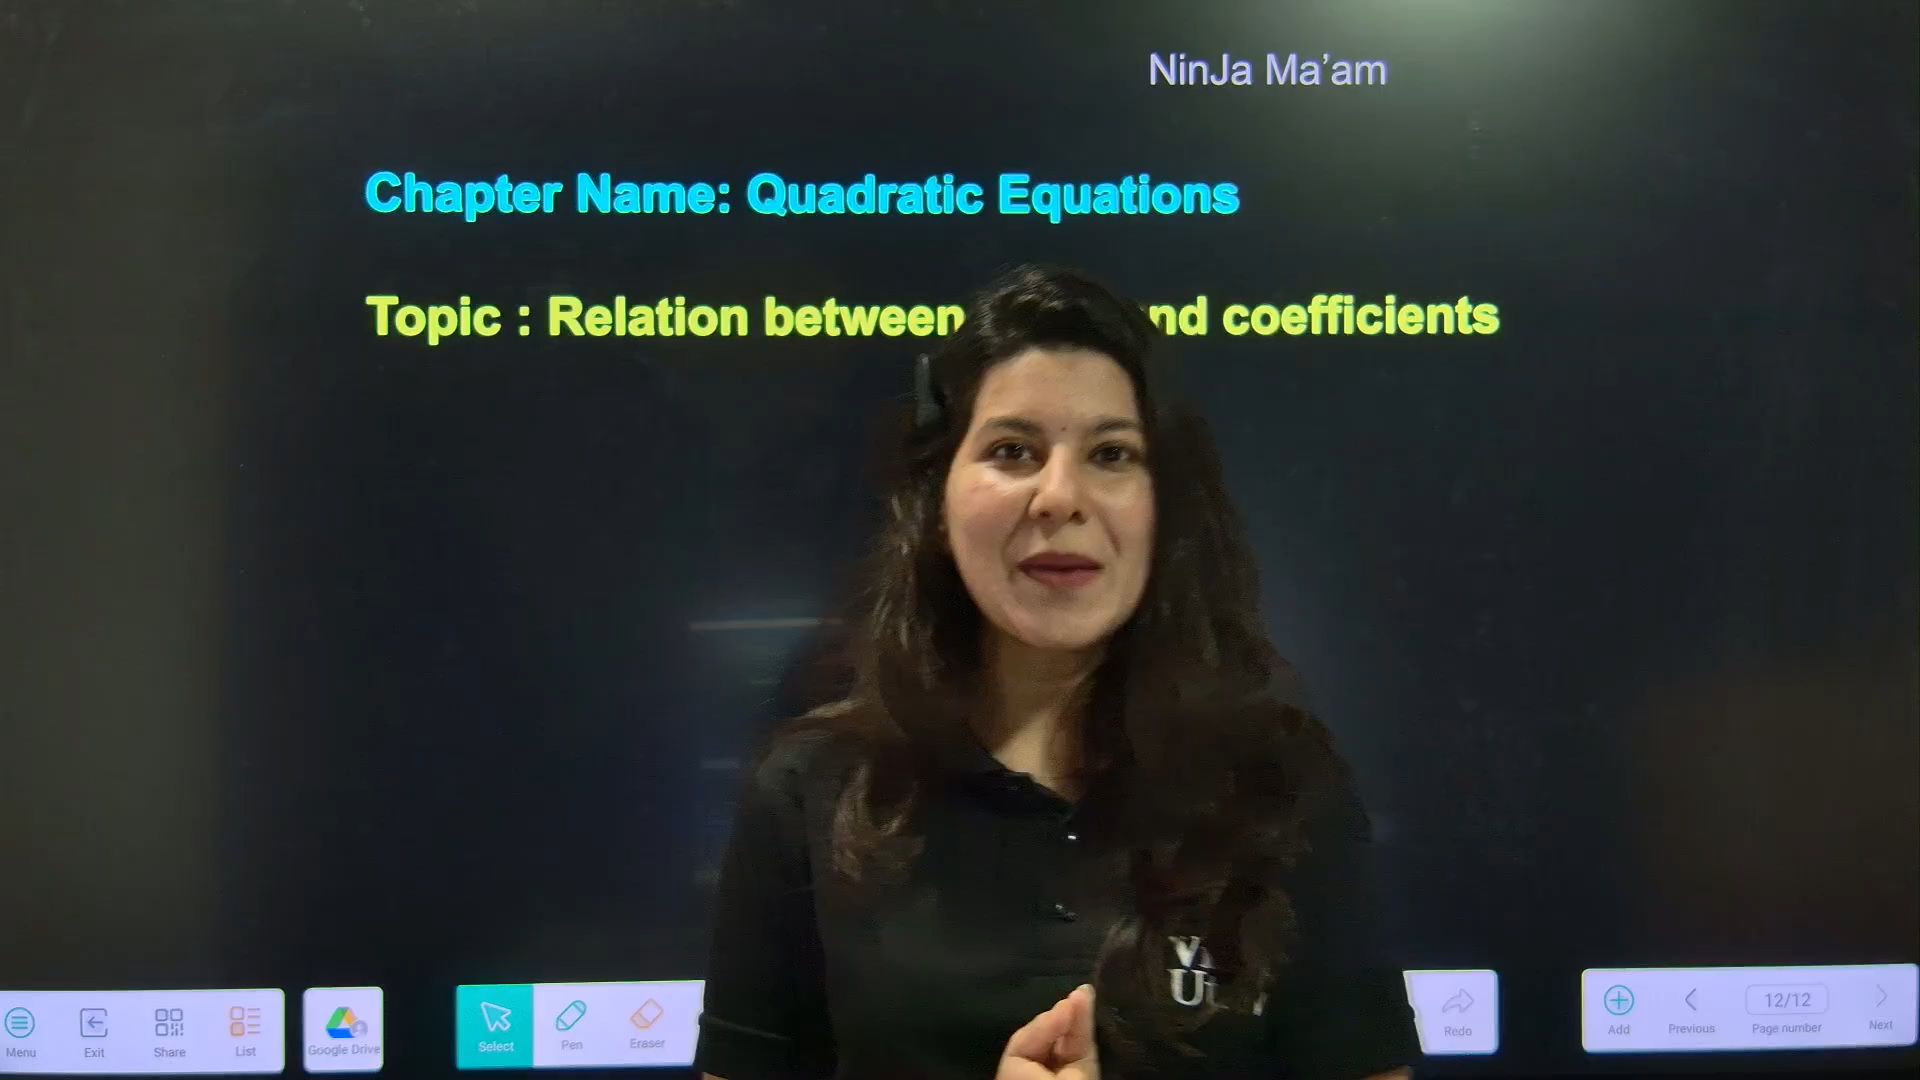 NinJa Ma’am
Chapter Name: Quadratic Equations
Topic : Relation between nd coefficients
Menu
Exit
Share
List
Google Drive
Select
Pen
Eraser
Redo
Add
Previous
12/12
Page number
Next